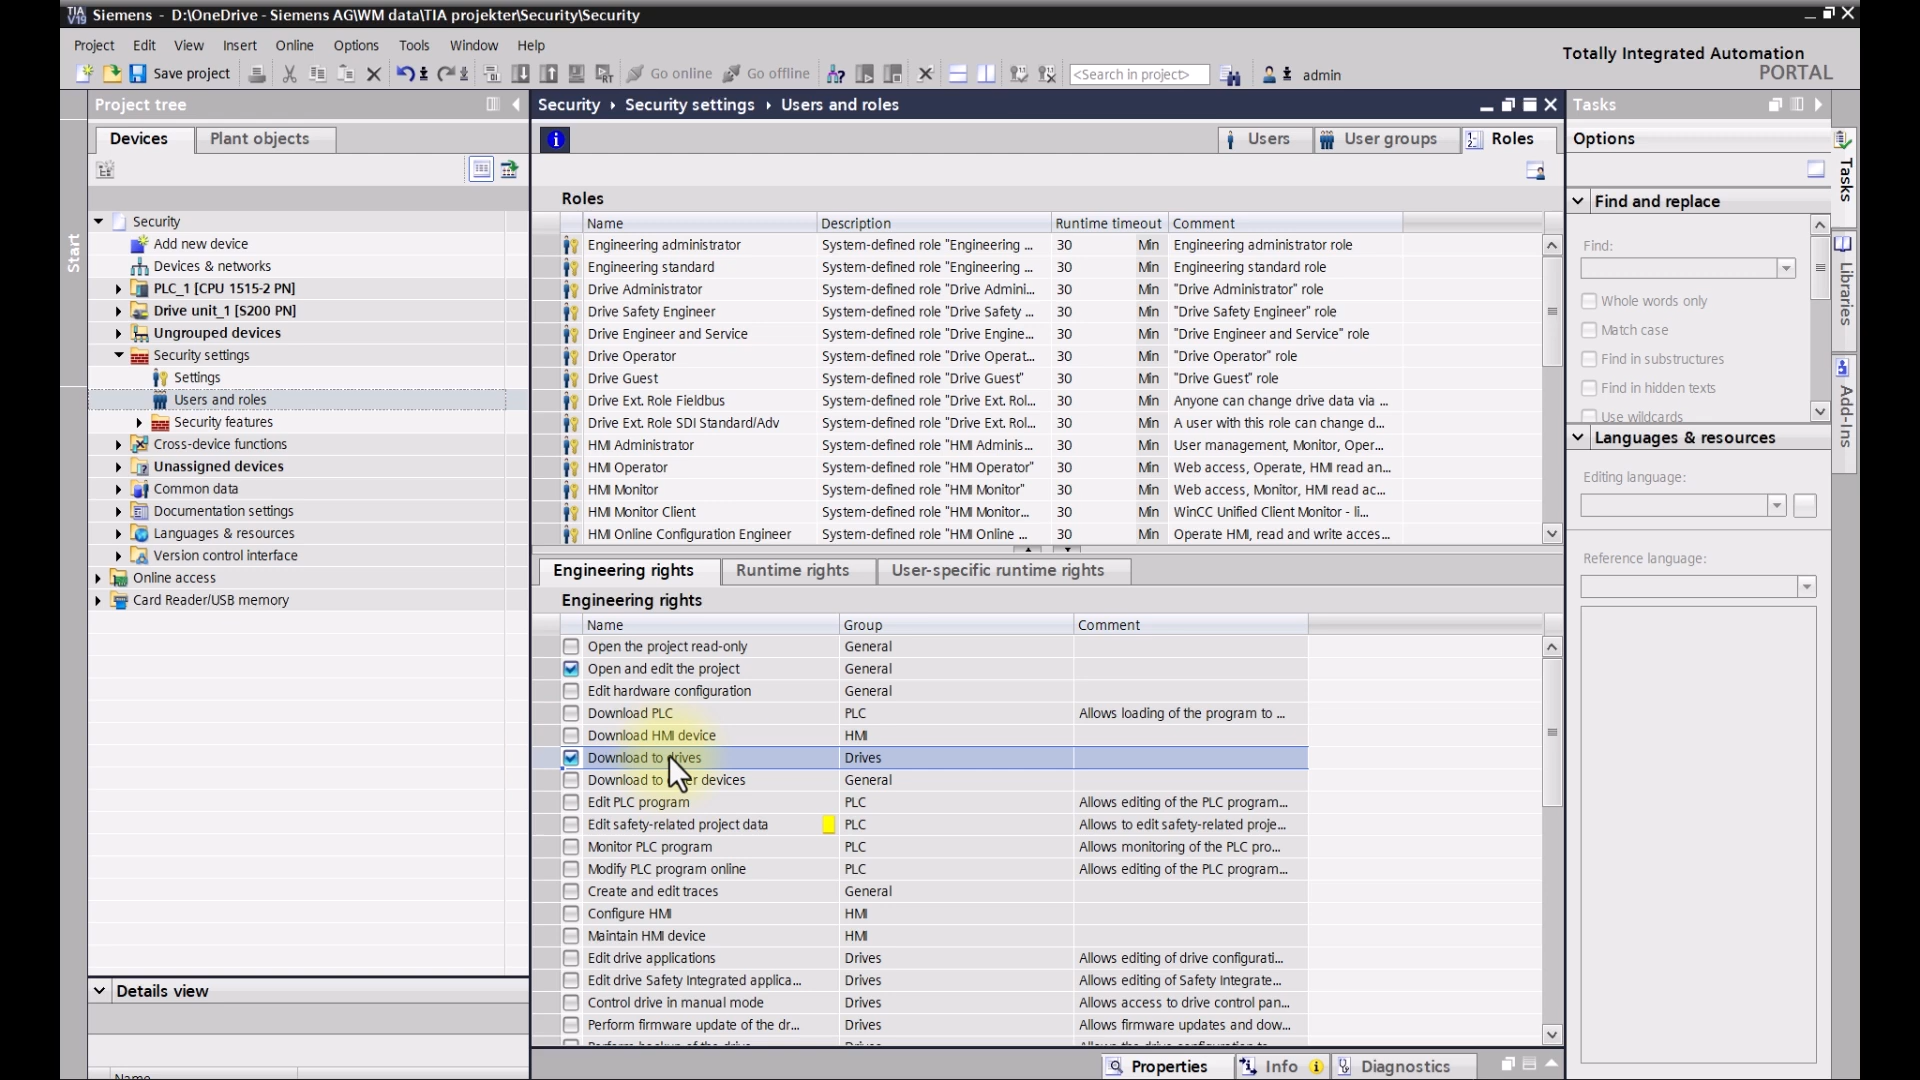 TIA V19 Siemens - D:\OneDrive - Siemens AG\WM data\TIA projekter\Security\Security
Project Edit View Insert Online Options Tools Window Help
Totally Integrated Automation
PORTAL
Save project Go online Go offline <Search in project> admin
Project tree
Security Security settings Users and roles
Tasks
Devices Plant objects
Users User groups Roles
Options
Start
Tasks
Libraries
Add-Ins
Security
Add new device
Devices & networks
PLC_1 [CPU 1515-2 PN]
Drive unit_1 [S200 PN]
Ungrouped devices
Security settings
Settings
Users and roles
Security features
Cross-device functions
Unassigned devices
Common data
Documentation settings
Languages & resources
Version control interface
Online access
Card Reader/USB memory
Details view
Name
Roles
Name Description Runtime timeout Comment
Engineering administrator System-defined role "Engineering ... 30 Min Engineering administrator role
Engineering standard System-defined role "Engineering ... 30 Min Engineering standard role
Drive Administrator System-defined role "Drive Admini... 30 Min "Drive Administrator" role
Drive Safety Engineer System-defined role "Drive Safety ... 30 Min "Drive Safety Engineer" role
Drive Engineer and Service System-defined role "Drive Engine... 30 Min "Drive Engineer and Service" role
Drive Operator System-defined role "Drive Operat... 30 Min "Drive Operator" role
Drive Guest System-defined role "Drive Guest" 30 Min "Drive Guest" role
Drive Ext. Role Fieldbus System-defined role "Drive Ext. Rol... 30 Min Anyone can change drive data via ...
Drive Ext. Role SDI Standard/Adv System-defined role "Drive Ext. Rol... 30 Min A user with this role can change d...
HMI Administrator System-defined role "HMI Adminis... 30 Min User management, Monitor, Oper...
HMI Operator System-defined role "HMI Operator" 30 Min Web access, Operate, HMI read an...
HMI Monitor System-defined role "HMI Monitor" 30 Min Web access, Monitor, HMI read ac...
HMI Monitor Client System-defined role "HMI Monitor... 30 Min WinCC Unified Client Monitor - li...
HMI Online Configuration Engineer System-defined role "HMI Online ... 30 Min Operate HMI, read and write acces...
Engineering rights Runtime rights User-specific runtime rights
Engineering rights
Name Group Comment
Open the project read-only General
Open and edit the project General
Edit hardware configuration General
Download PLC PLC Allows loading of the program to ...
Download HMI device HMI
Download to drives Drives
Download to devices General
Edit PLC program PLC Allows editing of the PLC program...
Edit safety-related project data PLC Allows to edit safety-related proje...
Monitor PLC program PLC Allows monitoring of the PLC pro...
Modify PLC program online PLC Allows editing of the PLC program...
Create and edit traces General
Configure HMI HMI
Maintain HMI device HMI
Edit drive applications Drives Allows editing of drive configurati...
Edit drive Safety Integrated applica... Drives Allows editing of Safety Integrate...
Control drive in manual mode Drives Allows access to drive control pan...
Perform firmware update of the dr... Drives Allows firmware updates and dow...
Properties Info Diagnostics
Find and replace
Find:
Whole words only
Match case
Find in substructures
Find in hidden texts
Use wildcards
Languages & resources
Editing language:
Reference language: